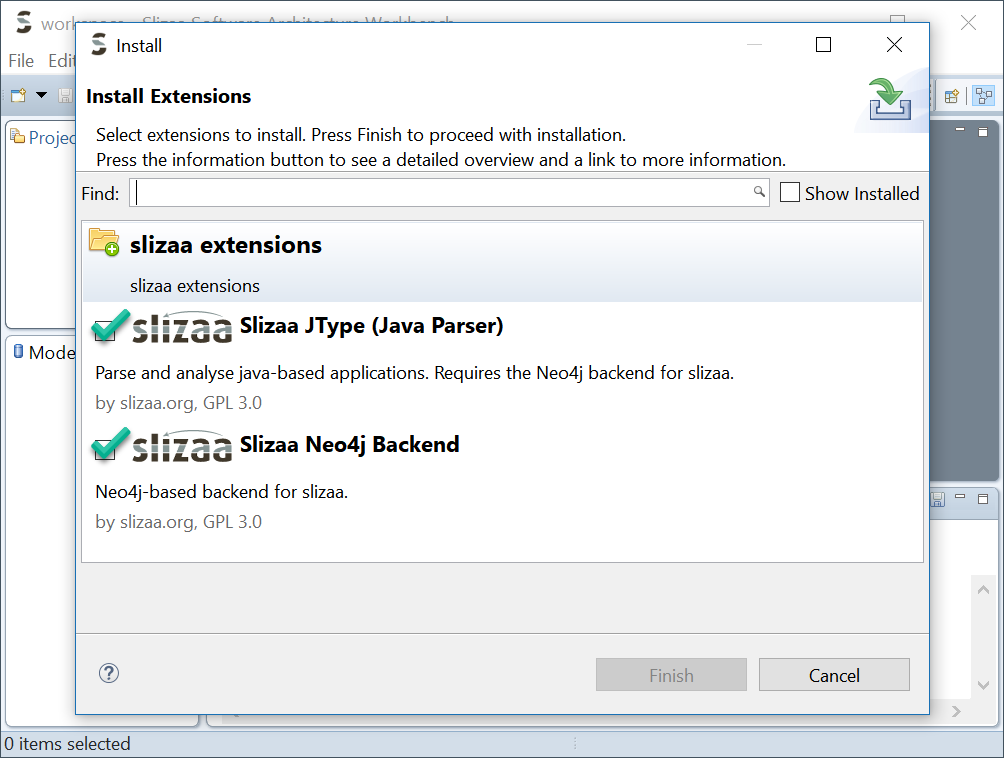 workspace - Slizaa Software Architecture Workbench
Install
File Edit
Install Extensions
Select extensions to install. Press Finish to proceed with installation.
Press the information button to see a detailed overview and a link to more information.
Projec
Find:
Show Installed
slizaa extensions
slizaa extensions
slizaa Slizaa JType (Java Parser)
Mode
Parse and analyse java-based applications. Requires the Neo4j backend for slizaa.
by slizaa.org, GPL 3.0
slizaa Slizaa Neo4j Backend
Neo4j-based backend for slizaa.
by slizaa.org, GPL 3.0
Finish
Cancel
0 items selected